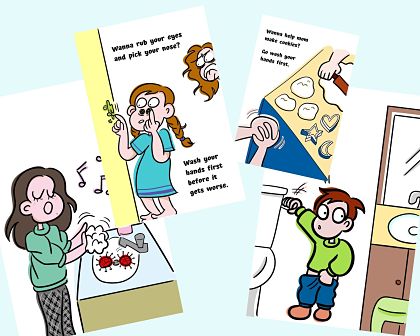 Wanna rub your eyes
and pick your nose?
Wash your
hands first
before it
gets worse.
Wanna help mom
make cookies?
Go wash your
hands first.